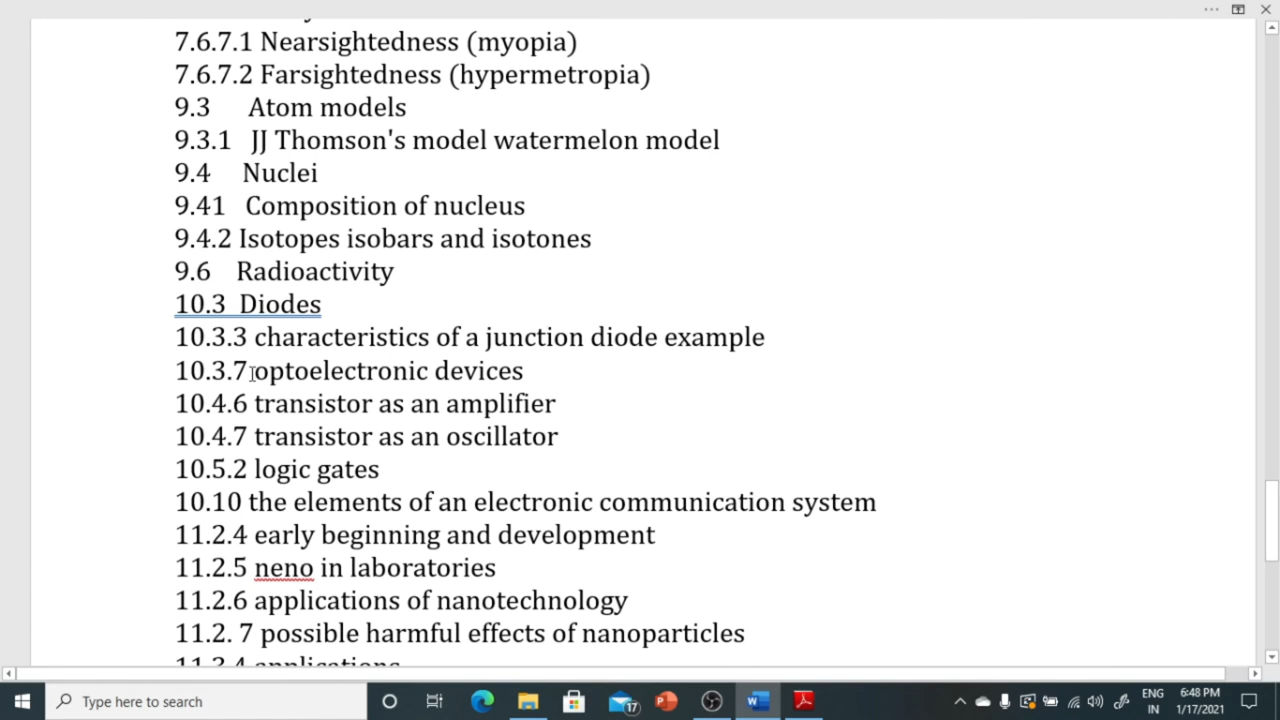 7.6.7.1 Nearsightedness (myopia)
7.6.7.2 Farsightedness (hypermetropia)
9.3 Atom models
9.3.1 JJ Thomson's model watermelon model
9.4 Nuclei
9.41 Composition of nucleus
9.4.2 Isotopes isobars and isotones
9.6 Radioactivity
10.3 Diodes
10.3.3 characteristics of a junction diode example
10.3.7 optoelectronic devices
10.4.6 transistor as an amplifier
10.4.7 transistor as an oscillator
10.5.2 logic gates
10.10 the elements of an electronic communication system
11.2.4 early beginning and development
11.2.5 neno in laboratories
11.2.6 applications of nanotechnology
11.2. 7 possible harmful effects of nanoparticles
11.3.4 applications
Type here to search
17
ENG
IN
6:48 PM
1/17/2021